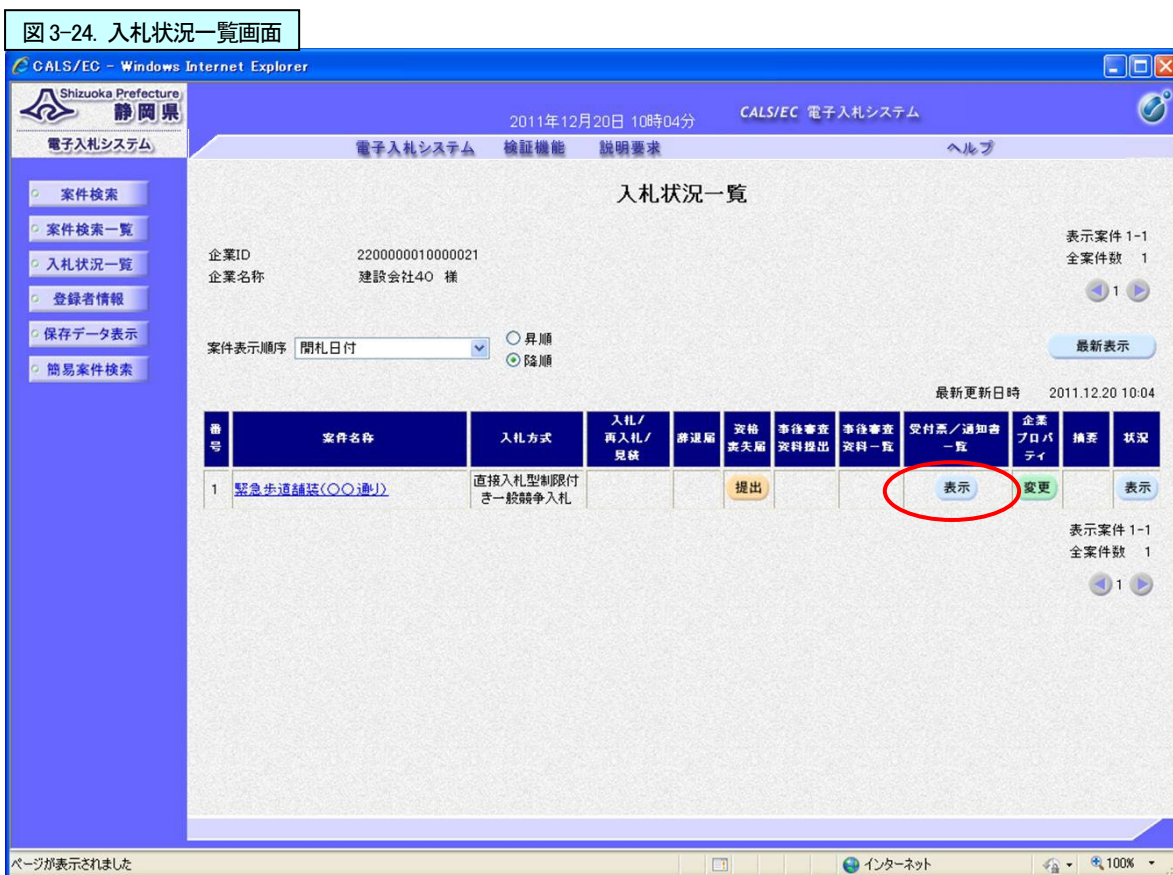 図3-24. 入札状況一覧画面
CALS/EC - Windows Internet Explorer
Shizuoka Prefecture
静岡県
電子入札システム
2011年12月20日 10時04分
CALS/EC 電子入札システム
電子入札システム 検証機能 説明要求 ヘルプ
案件検索
案件検索一覧
入札状況一覧
登録者情報
保存データ表示
簡易案件検索
入札状況一覧
表示案件 1-1
全案件数 1
1
企業ID 2200000010000021
企業名称 建設会社40 様
案件表示順序 開札日付
昇順
降順
最新表示
最新更新日時 2011.12.20 10:04
番号 案件名称 入札方式 入札/再入札/見積 辞退届 資格喪失届 事後審査資料提出 事後審査資料一覧 受付票/通知書一覧 企業プロパティ 摘要 状況
1 緊急歩道舗装(○○通り) 直接入札型制限付き一般競争入札 提出 表示 変更 表示
表示案件 1-1
全案件数 1
1
ページが表示されました
インターネット
100%